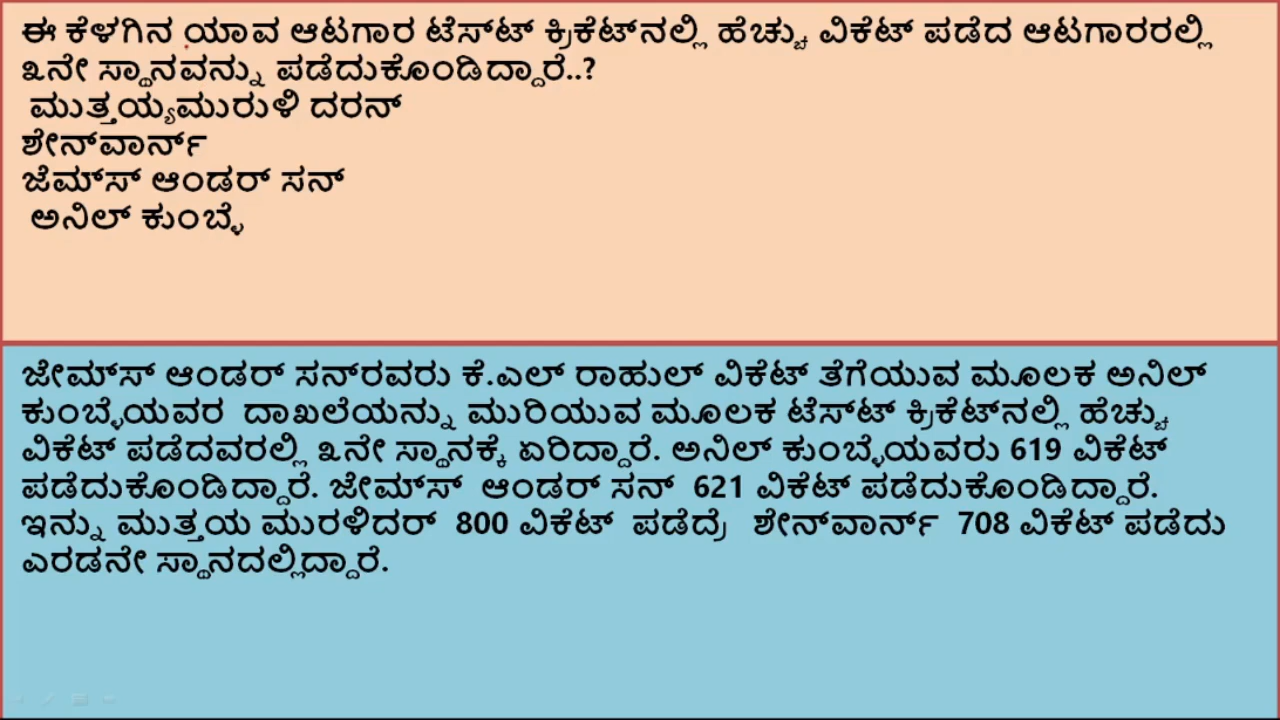 ಈ ಕೆಳಗಿನ ಯಾವ ಆಟಗಾರ ಟೆಸ್ಟ್ ಕ್ರಿಕೆಟ್‌ನಲ್ಲಿ ಹೆಚ್ಚು ವಿಕೆಟ್ ಪಡೆದ ಆಟಗಾರರಲ್ಲಿ
೩ನೇ ಸ್ಥಾನವನ್ನು ಪಡೆದುಕೊಂಡಿದ್ದಾರೆ..?
ಮುತ್ತಯ್ಯಮುರುಳಿ ದರನ್
ಶೇನ್‌ವಾರ್ನ್
ಜೆಮ್ಸ್ ಆಂಡರ್ ಸನ್
ಅನಿಲ್ ಕುಂಬ್ಳೆ
ಜೇಮ್ಸ್ ಆಂಡರ್ ಸನ್‌ರವರು ಕೆ.ಎಲ್ ರಾಹುಲ್ ವಿಕೆಟ್ ತೆಗೆಯುವ ಮೂಲಕ ಅನಿಲ್
ಕುಂಬ್ಳೆಯವರ ದಾಖಲೆಯನ್ನು ಮುರಿಯುವ ಮೂಲಕ ಟೆಸ್ಟ್ ಕ್ರಿಕೆಟ್‌ನಲ್ಲಿ ಹೆಚ್ಚು
ವಿಕೆಟ್ ಪಡೆದವರಲ್ಲಿ ೩ನೇ ಸ್ಥಾನಕ್ಕೆ ಏರಿದ್ದಾರೆ. ಅನಿಲ್ ಕುಂಬ್ಳೆಯವರು 619 ವಿಕೆಟ್
ಪಡೆದುಕೊಂಡಿದ್ದಾರೆ. ಜೇಮ್ಸ್ ಆಂಡರ್ ಸನ್ 621 ವಿಕೆಟ್ ಪಡೆದುಕೊಂಡಿದ್ದಾರೆ.
ಇನ್ನು ಮುತ್ತಯ ಮುರಳಿದರ್ 800 ವಿಕೆಟ್ ಪಡೆದ್ರೆ ಶೇನ್‌ವಾರ್ನ್ 708 ವಿಕೆಟ್ ಪಡೆದು
ಎರಡನೇ ಸ್ಥಾನದಲ್ಲಿದ್ದಾರೆ.